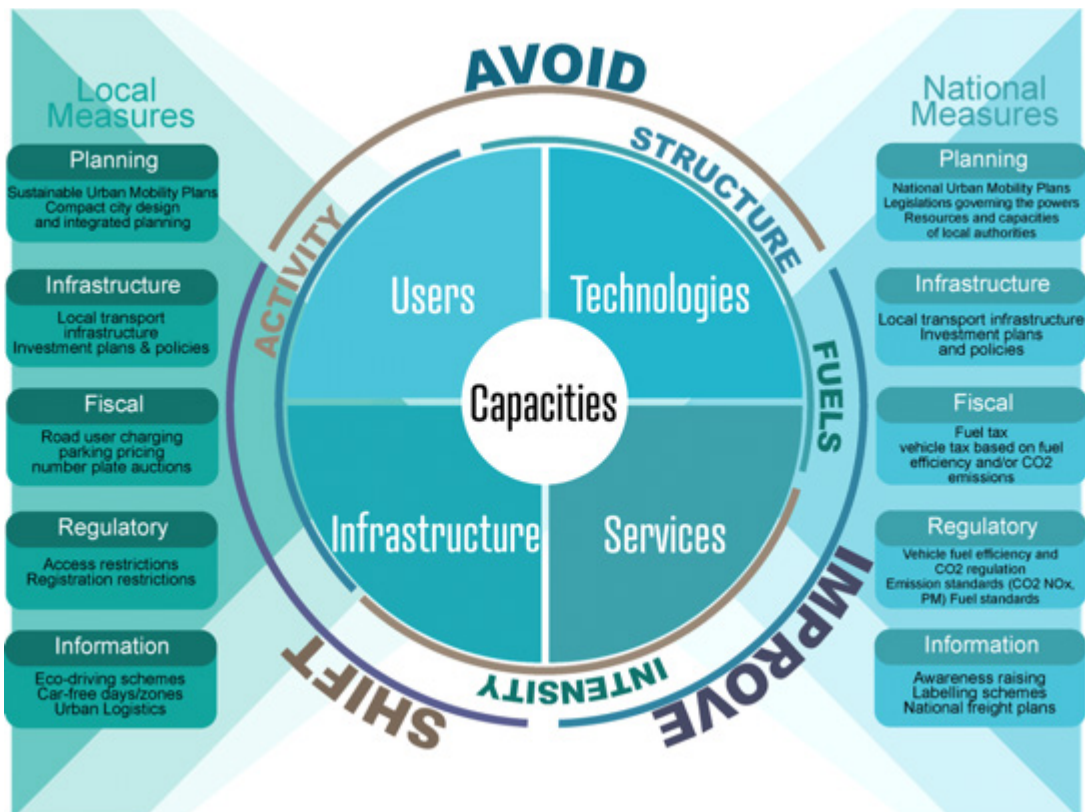 AVOID
Local
Measures
Planning
Sustainable Urban Mobility Plans
Compact city design
and integrated planning
Infrastructure
Local transport
infrastructure
Investment plans & policies
Fiscal
Road user charging
parking pricing
number plate auctions
Regulatory
Access restrictions
Registration restrictions
Information
Eco-driving schemes
Car-free days/zones
Urban Logistics
ACTIVITY
STRUCTURE
FUELS
INTENSITY
SHIFT
IMPROVE
Users
Technologies
Capacities
Infrastructure
Services
National
Measures
Planning
National Urban Mobility Plans
Legislations governing the powers
Resources and capacities
of local authorities
Infrastructure
Local transport infrastructure
Investment plans
and policies
Fiscal
Fuel tax
vehicle tax based on fuel
efficiency and/or CO2
emissions
Regulatory
Vehicle fuel efficiency and
CO2 regulation
Emission standards (CO2 NOx,
PM) Fuel standards
Information
Awareness raising
Labelling schemes
National freight plans